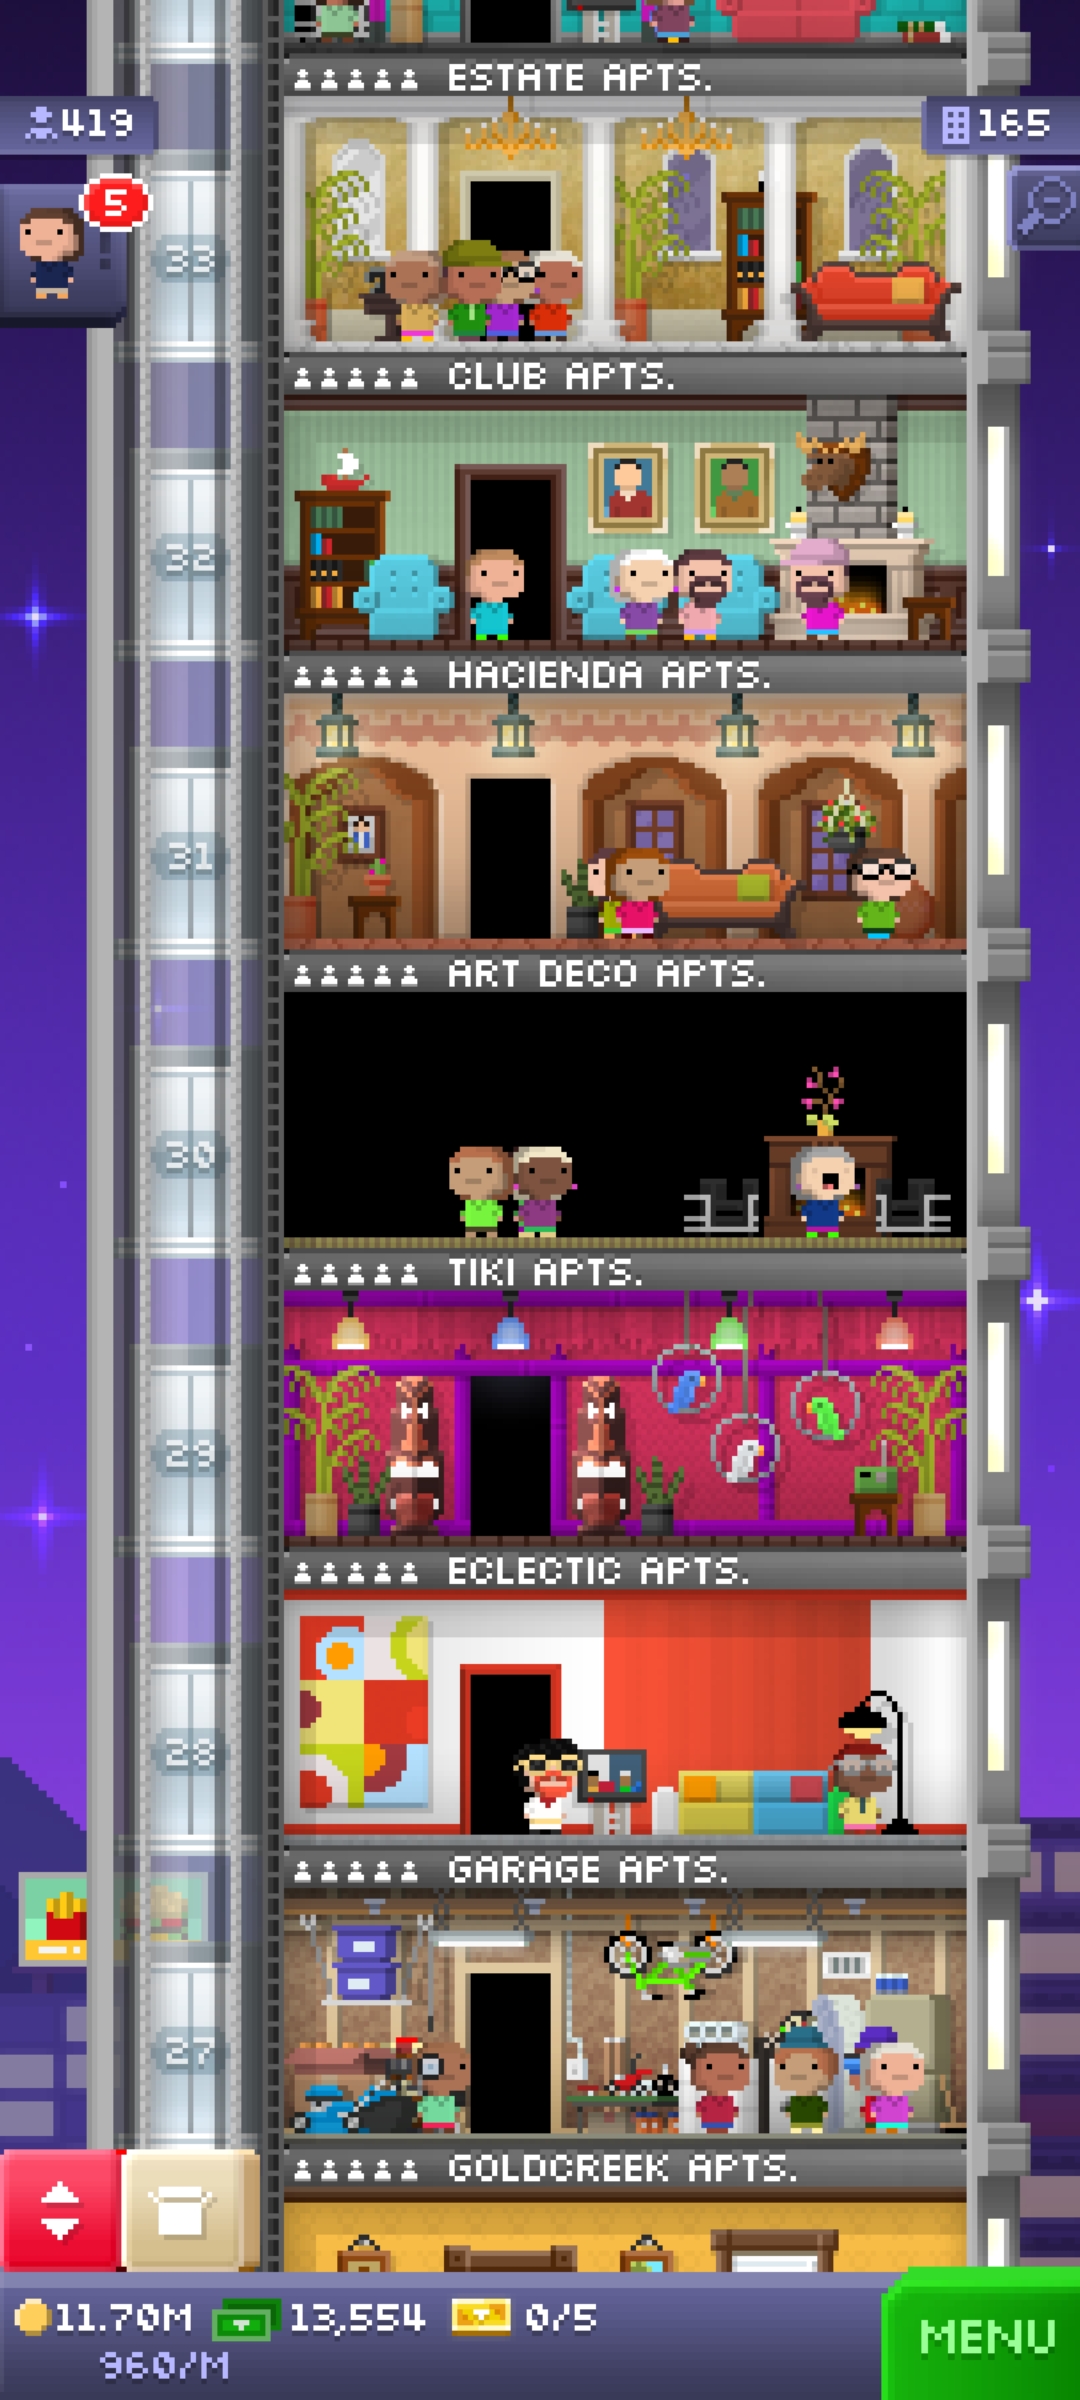 ESTATE APTS.
419
165
5
33
CLUB APTS.
32
HACIENDA APTS.
31
ART DECO APTS.
30
TIKI APTS.
29
ECLECTIC APTS.
28
GARAGE APTS.
27
GOLDCREEK APTS.
11.70M 13,554 0/5
960/M
MENU